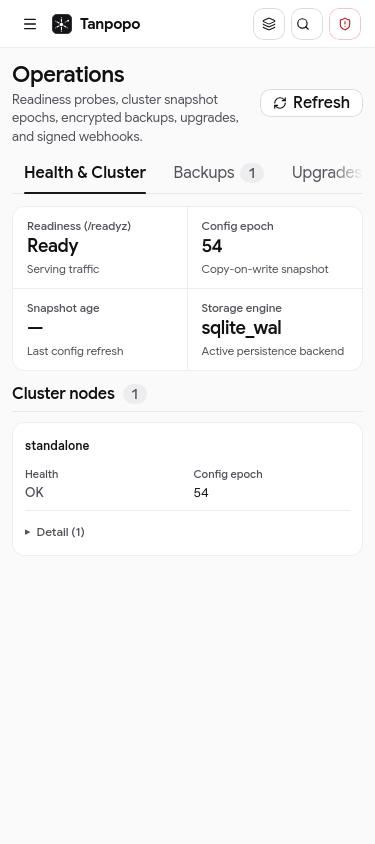 Tanpopo
Operations
Readiness probes, cluster snapshot
epochs, encrypted backups, upgrades,
and signed webhooks.
Refresh
Health & Cluster
Backups 1
Upgrades
Readiness (/readyz)
Ready
Serving traffic
Config epoch
54
Copy-on-write snapshot
Snapshot age
—
Last config refresh
Storage engine
sqlite_wal
Active persistence backend
Cluster nodes 1
standalone
Health
OK
Config epoch
54
Detail (1)